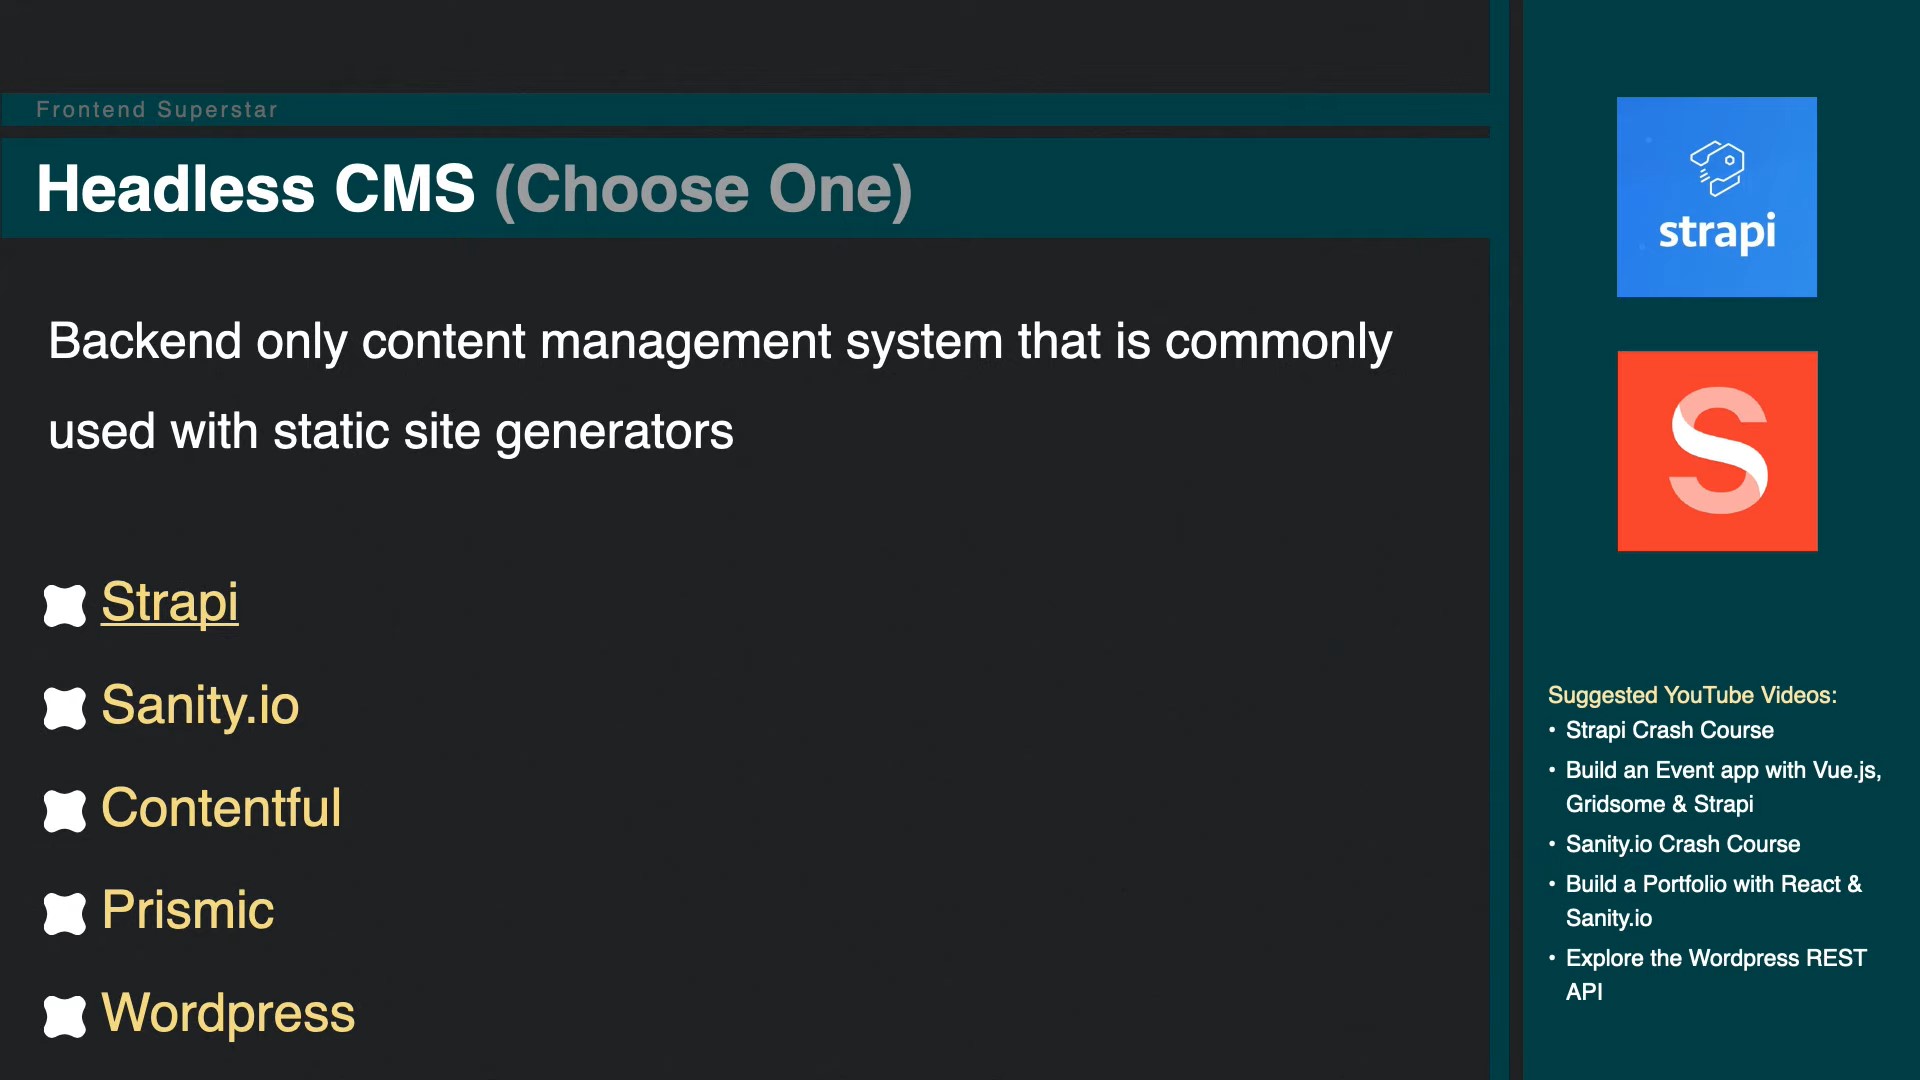 Frontend Superstar
Headless CMS (Choose One)
Backend only content management system that is commonly
used with static site generators
Strapi
Sanity.io
Contentful
Prismic
Wordpress
strapi
S
Suggested YouTube Videos:
• Strapi Crash Course
• Build an Event app with Vue.js,
Gridsome & Strapi
• Sanity.io Crash Course
• Build a Portfolio with React &
Sanity.io
• Explore the Wordpress REST
API